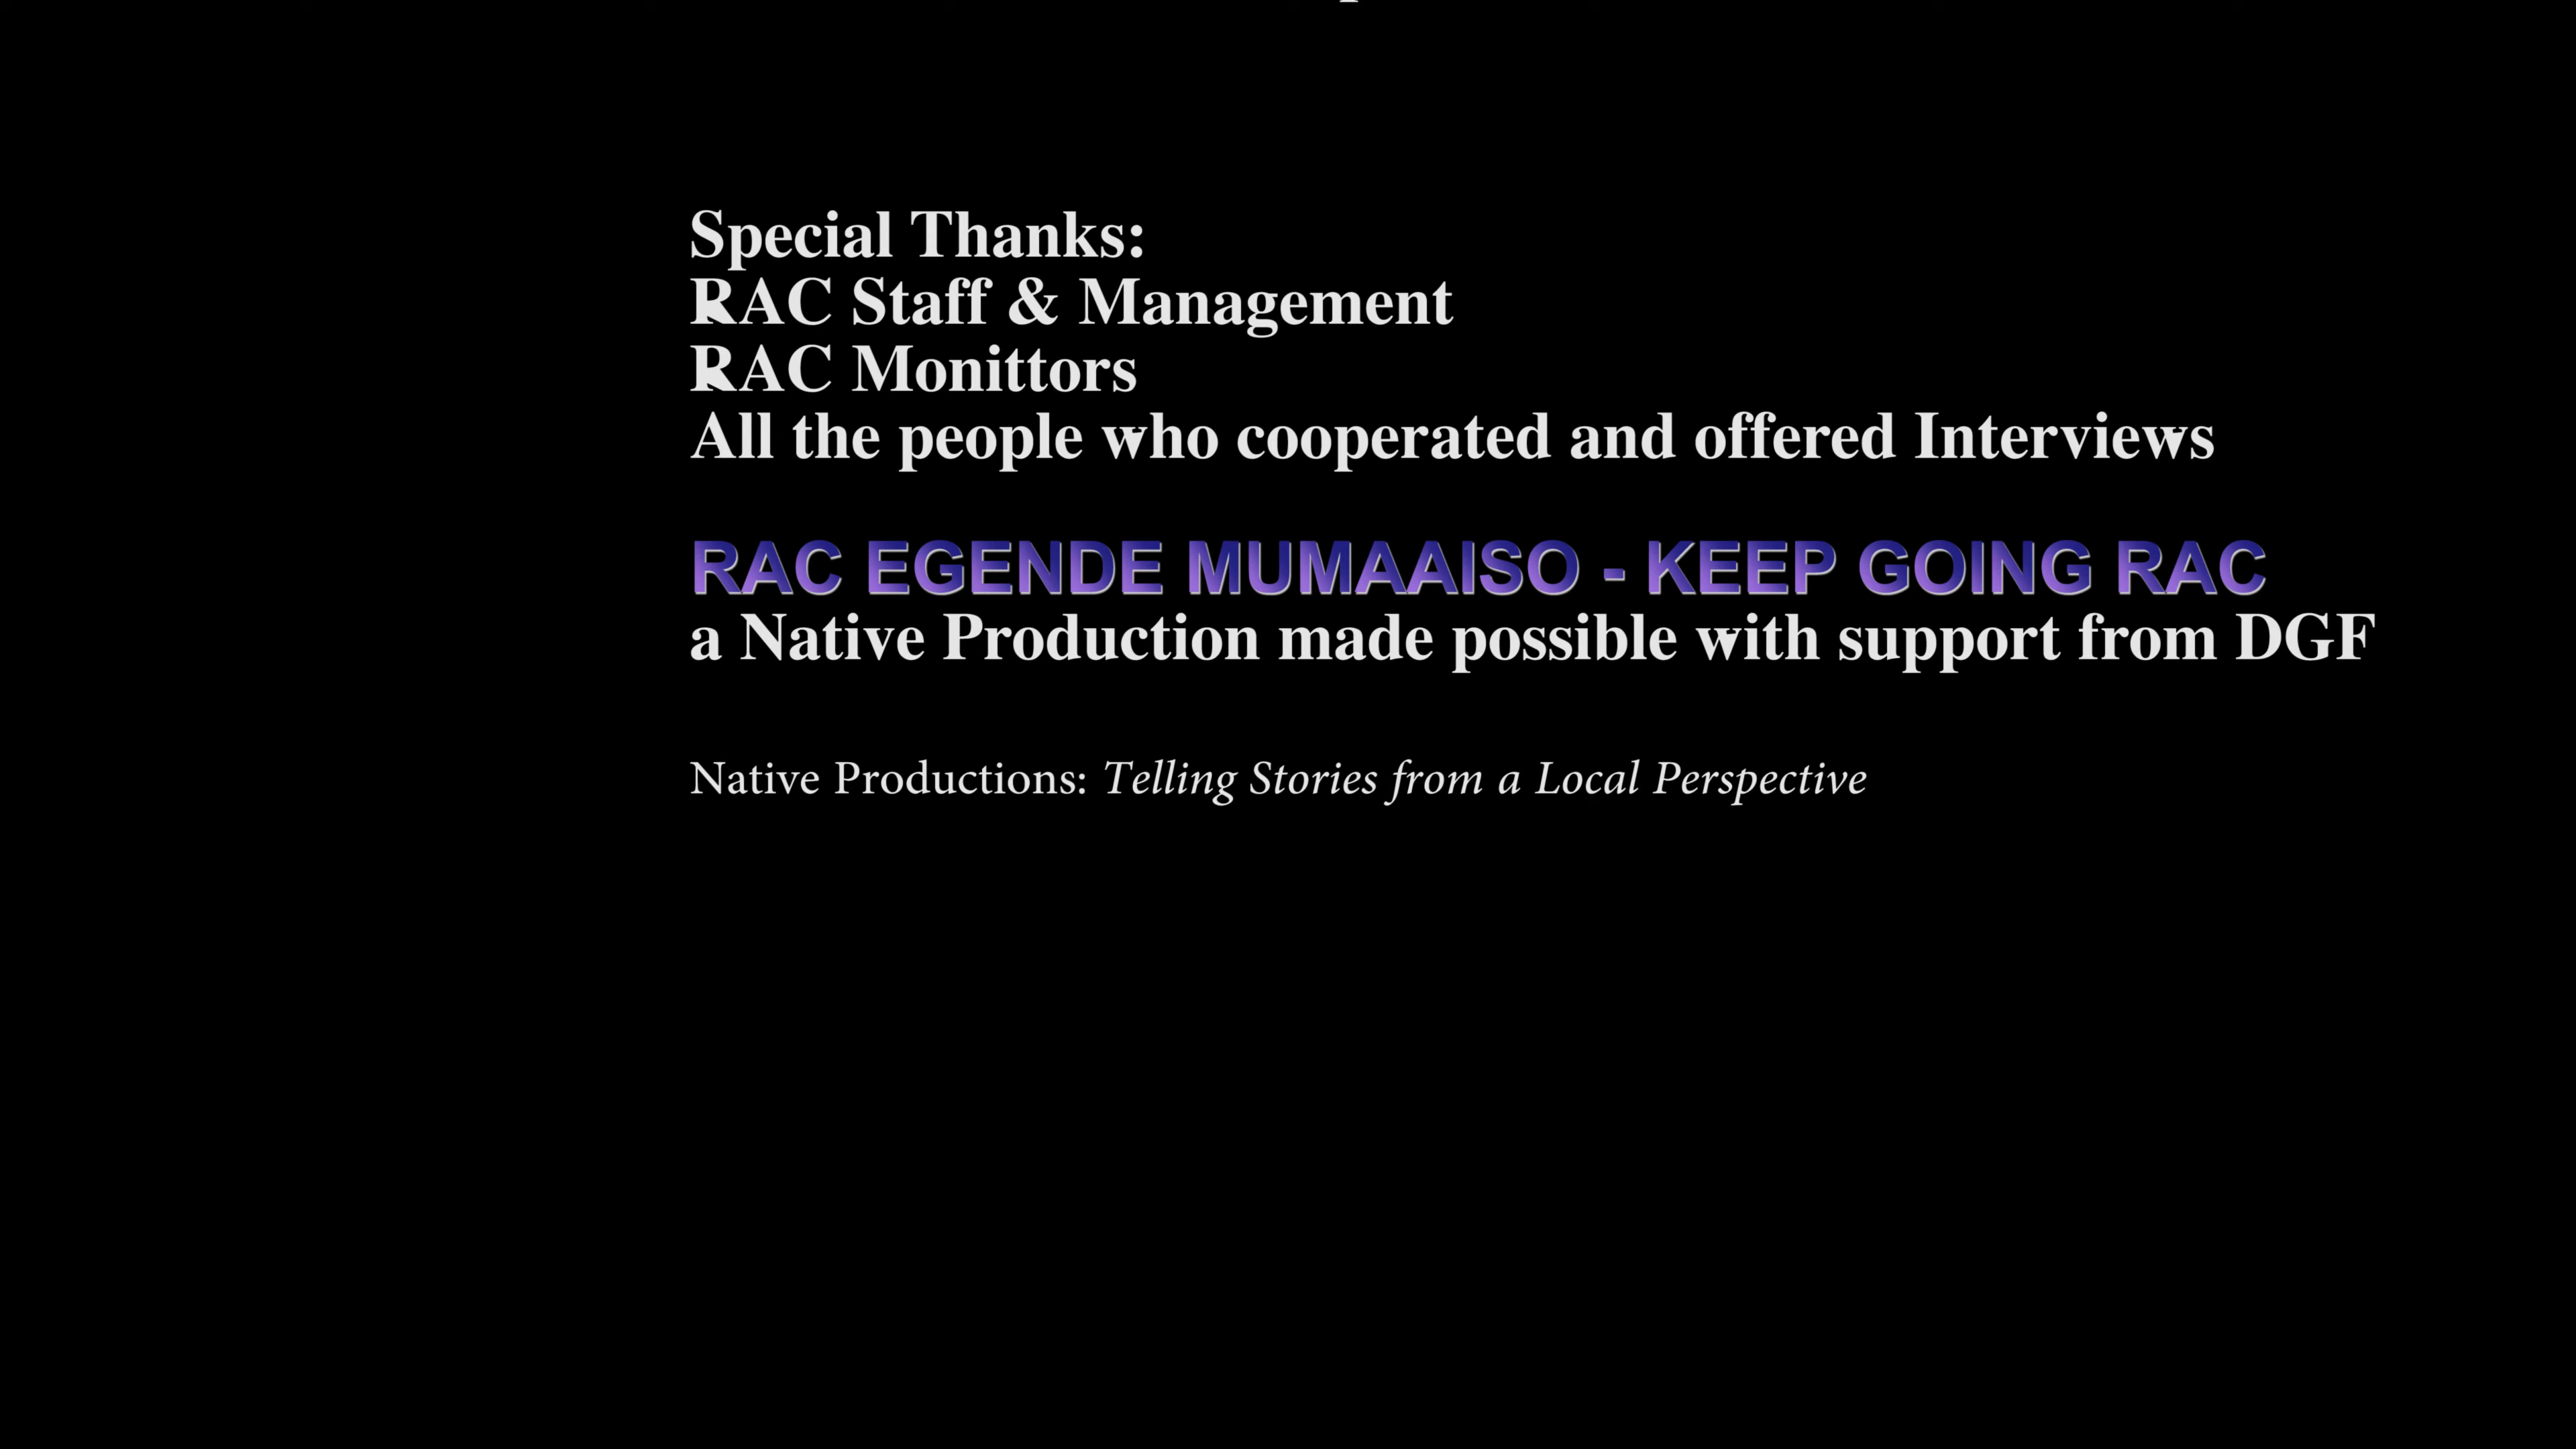 Special Thanks:
RAC Staff & Management
RAC Monittors
All the people who cooperated and offered Interviews
RAC EGENDE MUMAAISO - KEEP GOING RAC
a Native Production made possible with support from DGF
Native Productions: Telling Stories from a Local Perspective